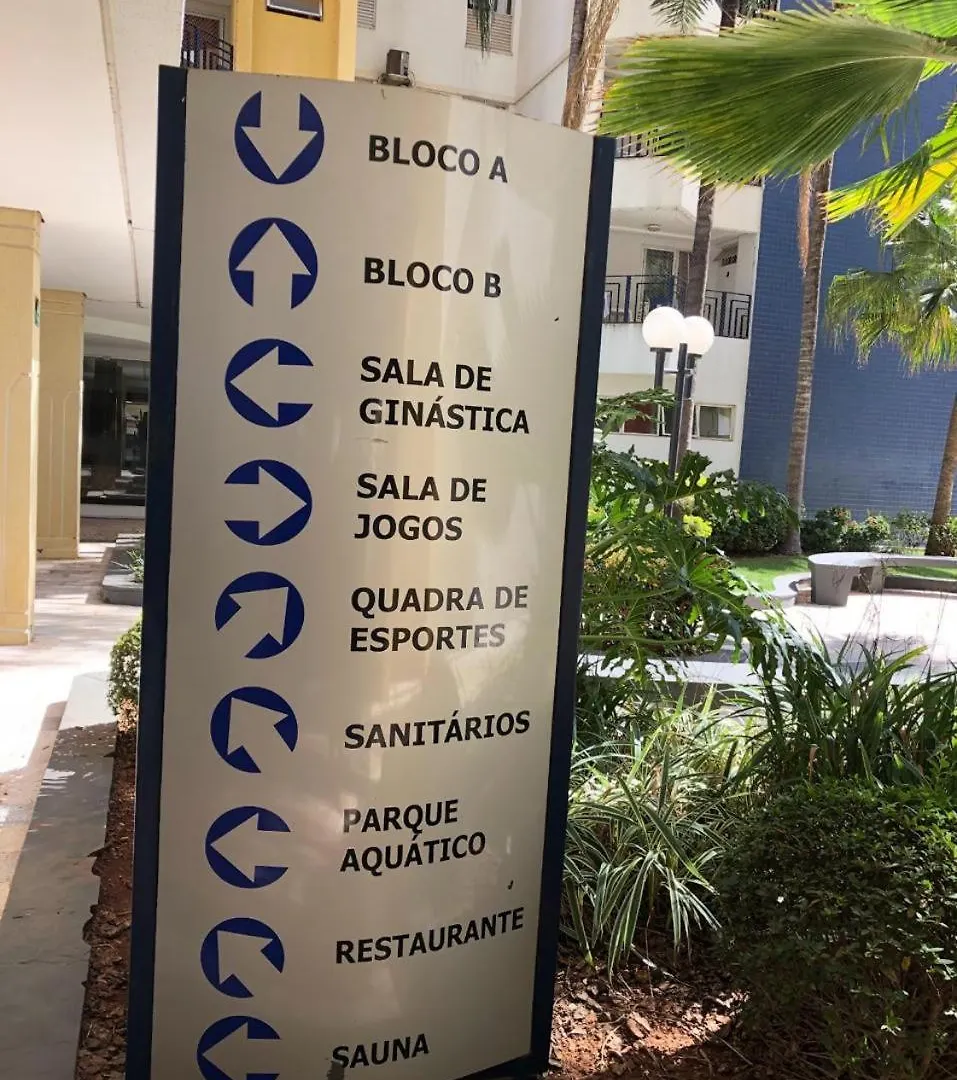 BLOCO A
BLOCO B
SALA DE
GINÁSTICA
SALA DE
JOGOS
QUADRA DE
ESPORTES
SANITÁRIOS
PARQUE
AQUÁTICO
RESTAURANTE
SAUNA